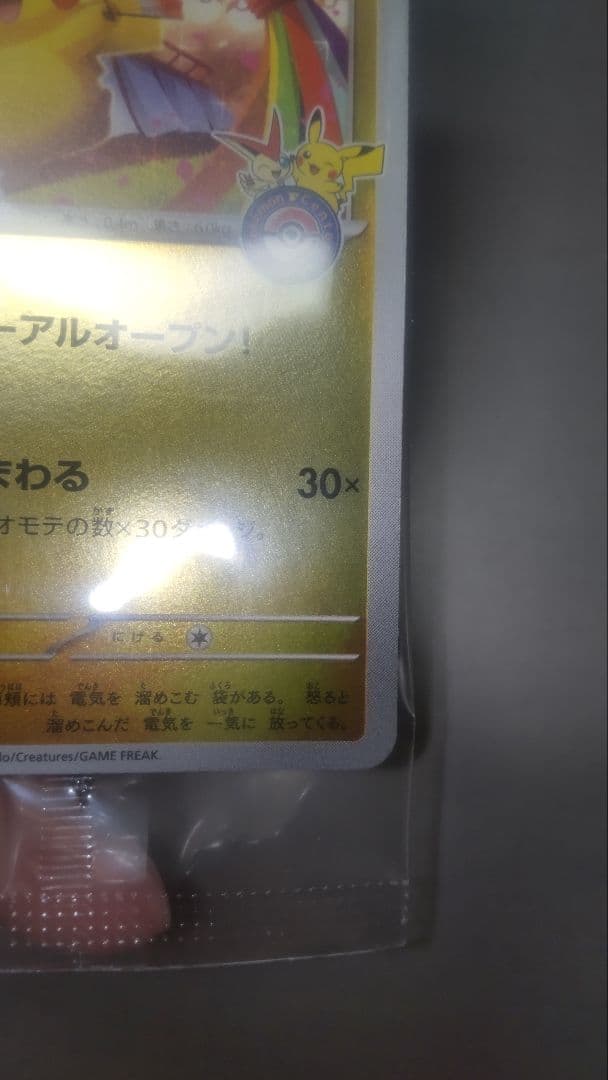 Pokémon Center
ーアルオープン!
まわる
30×
オモテの数×30ダメージ。
にげる
類には 電気を 溜めこむ 袋がある。 怒ると
溜めこんだ 電気を 一気に 放ってくる。
do/Creatures/GAME FREAK